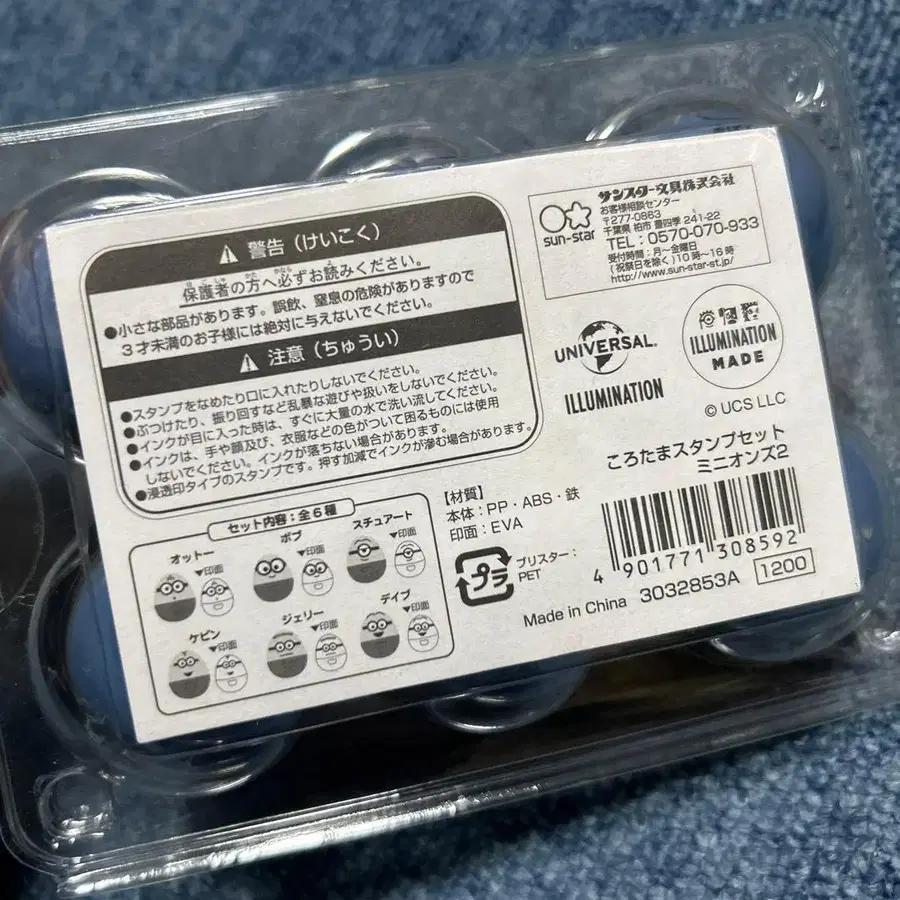 警告（けいこく）
保護者の方へ必ずお読みください。
●小さな部品があります。誤飲、窒息の危険がありますので
３才未満のお子様には絶対に与えないでください。
注意（ちゅうい）
●スタンプをなめたり口に入れたりしないでください。
●ぶつけたり、振り回すなど乱暴な遊びや扱いをしないでください。
●インクが目に入った時は、すぐに大量の水で洗い流してください。
●インクは、手や顔及び、衣服などの色がついて困るものには使用
しないでください。インクが落ちない場合があります。
●浸透印タイプのスタンプです。押す加減でインクが滲む場合があります。
セット内容：全６種
オットー
▼印面
ボブ
▼印面
スチュアート
▼印面
ケビン
▼印面
ジェリー
▼印面
デイブ
▼印面
【材質】
本体：PP・ABS・鉄
印面：EVA
プラ
ブリスター：
PET
sun-star
サンスター文具株式会社
お客様相談センター
〒277-0863
千葉県 柏市 豊四季 241-22
TEL：0570-070-933
受付時間：月～金曜日
（祝祭日を除く）10時～16時
http://www.sun-star-st.jp/
UNIVERSAL
ILLUMINATION
ILLUMINATION
MADE
© UCS LLC
ころたまスタンプセット
ミニオンズ2
4 901771 308592
Made in China 3032853A 1200